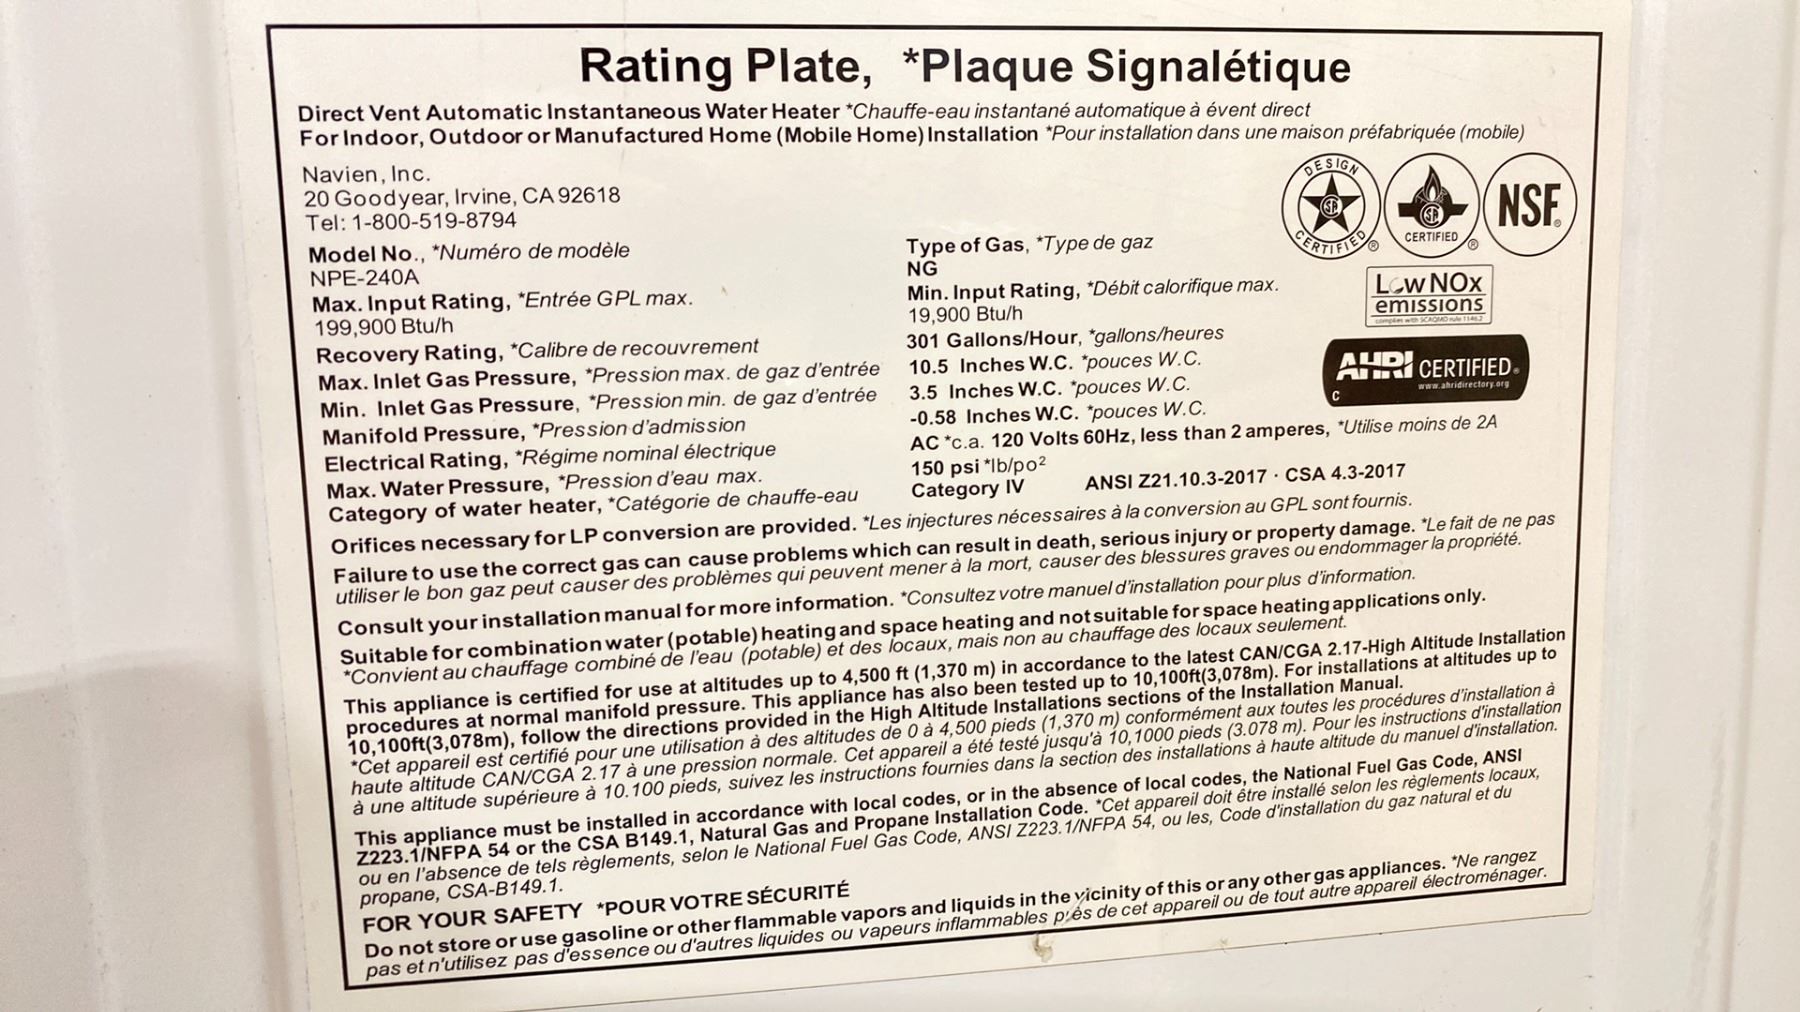 Rating Plate, *Plaque Signalétique
Direct Vent Automatic Instantaneous Water Heater *Chauffe-eau instantané automatique à évent direct
For Indoor, Outdoor or Manufactured Home (Mobile Home) Installation *Pour installation dans une maison préfabriquée (mobile)
Navien, Inc.
20 Goodyear, Irvine, CA 92618
Tel: 1-800-519-8794
DESIGN CERTIFIED ®
CERTIFIED ®
NSF®
Model No., *Numéro de modèle
NPE-240A
Type of Gas, *Type de gaz
NG
Max. Input Rating, *Entrée GPL max.
199,900 Btu/h
Min. Input Rating, *Débit calorifique max.
19,900 Btu/h
Low NOx
emissions
complies with SCAQMD rule 1146.2
Recovery Rating, *Calibre de recouvrement 301 Gallons/Hour, *gallons/heures
Max. Inlet Gas Pressure, *Pression max. de gaz d'entrée 10.5 Inches W.C. *pouces W.C.
Min. Inlet Gas Pressure, *Pression min. de gaz d'entrée 3.5 Inches W.C. *pouces W.C.
Manifold Pressure, *Pression d'admission -0.58 Inches W.C. *pouces W.C.
AHRI CERTIFIED®
www.ahridirectory.org
C
Electrical Rating, *Régime nominal électrique AC *c.a. 120 Volts 60Hz, less than 2 amperes, *Utilise moins de 2A
Max. Water Pressure, *Pression d'eau max. 150 psi *lb/po²
Category of water heater, *Catégorie de chauffe-eau Category IV ANSI Z21.10.3-2017 · CSA 4.3-2017
Orifices necessary for LP conversion are provided. *Les injectures nécessaires à la conversion au GPL sont fournis.
Failure to use the correct gas can cause problems which can result in death, serious injury or property damage. *Le fait de ne pas
utiliser le bon gaz peut causer des problèmes qui peuvent mener à la mort, causer des blessures graves ou endommager la propriété.
Consult your installation manual for more information. *Consultez votre manuel d'installation pour plus d'information.
Suitable for combination water (potable) heating and space heating and not suitable for space heating applications only.
*Convient au chauffage combiné de l'eau (potable) et des locaux, mais non au chauffage des locaux seulement.
This appliance is certified for use at altitudes up to 4,500 ft (1,370 m) in accordance to the latest CAN/CGA 2.17-High Altitude Installation
procedures at normal manifold pressure. This appliance has also been tested up to 10,100ft(3,078m). For installations at altitudes up to
10,100ft(3,078m), follow the directions provided in the High Altitude Installations sections of the Installation Manual.
*Cet appareil est certifié pour une utilisation à des altitudes de 0 à 4,500 pieds (1,370 m) conformément aux toutes les procédures d'installation à
haute altitude CAN/CGA 2.17 à une pression normale. Cet appareil a été testé jusqu'à 10,1000 pieds (3.078 m). Pour les instructions d'installation
à une altitude supérieure à 10.100 pieds, suivez les instructions fournies dans la section des installations à haute altitude du manuel d'installation.
This appliance must be installed in accordance with local codes, or in the absence of local codes, the National Fuel Gas Code, ANSI
Z223.1/NFPA 54 or the CSA B149.1, Natural Gas and Propane Installation Code. *Cet appareil doit être installé selon les règlements locaux,
ou en l'absence de tels règlements, selon le National Fuel Gas Code, ANSI Z223.1/NFPA 54, ou les, Code d'installation du gaz naturel et du
propane, CSA-B149.1.
FOR YOUR SAFETY *POUR VOTRE SÉCURITÉ
Do not store or use gasoline or other flammable vapors and liquids in the vicinity of this or any other gas appliances. *Ne rangez
pas et n'utilisez pas d'essence ou d'autres liquides ou vapeurs inflammables près de cet appareil ou de tout autre appareil électroménager.